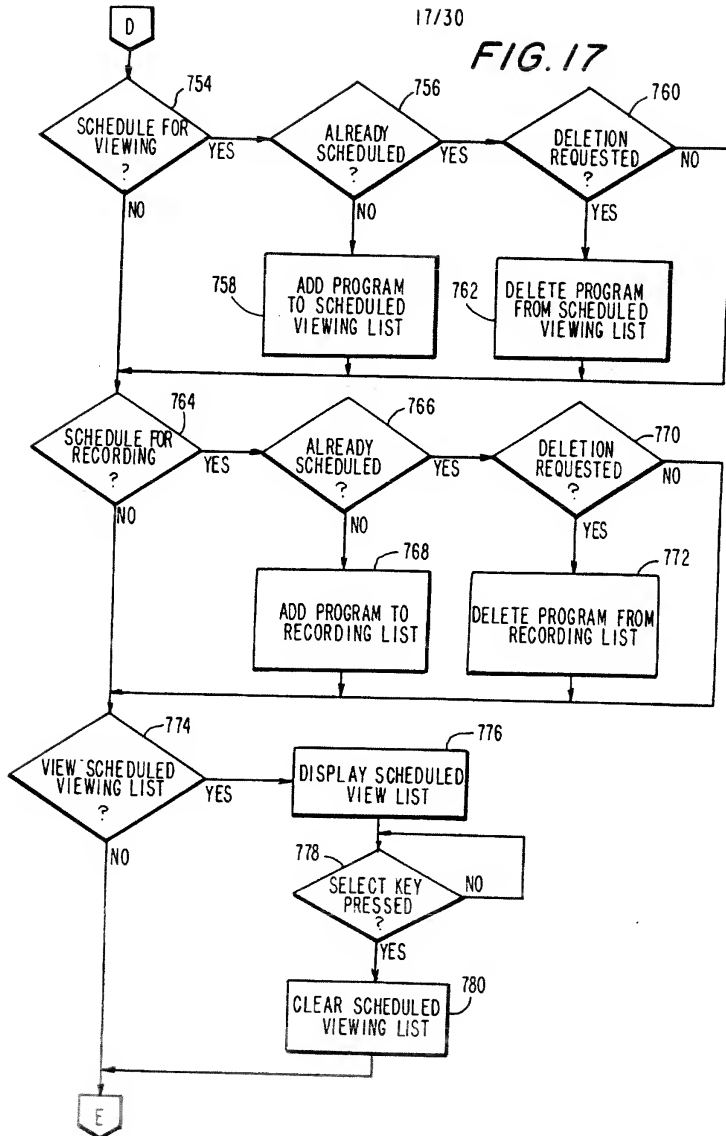 17/30
FIG. 17
D
754
SCHEDULE FOR
VIEWING
?
YES
NO
756
ALREADY
SCHEDULED
?
YES
NO
760
DELETION
REQUESTED
?
NO
YES
758
ADD PROGRAM
TO SCHEDULED
VIEWING LIST
762
DELETE PROGRAM
FROM SCHEDULED
VIEWING LIST
764
SCHEDULE FOR
RECORDING
?
YES
NO
766
ALREADY
SCHEDULED
?
YES
NO
770
DELETION
REQUESTED
?
NO
YES
768
ADD PROGRAM TO
RECORDING LIST
772
DELETE PROGRAM FROM
RECORDING LIST
774
VIEW SCHEDULED
VIEWING LIST
?
YES
NO
776
DISPLAY SCHEDULED
VIEW LIST
778
SELECT KEY
PRESSED
?
NO
YES
780
CLEAR SCHEDULED
VIEWING LIST
E